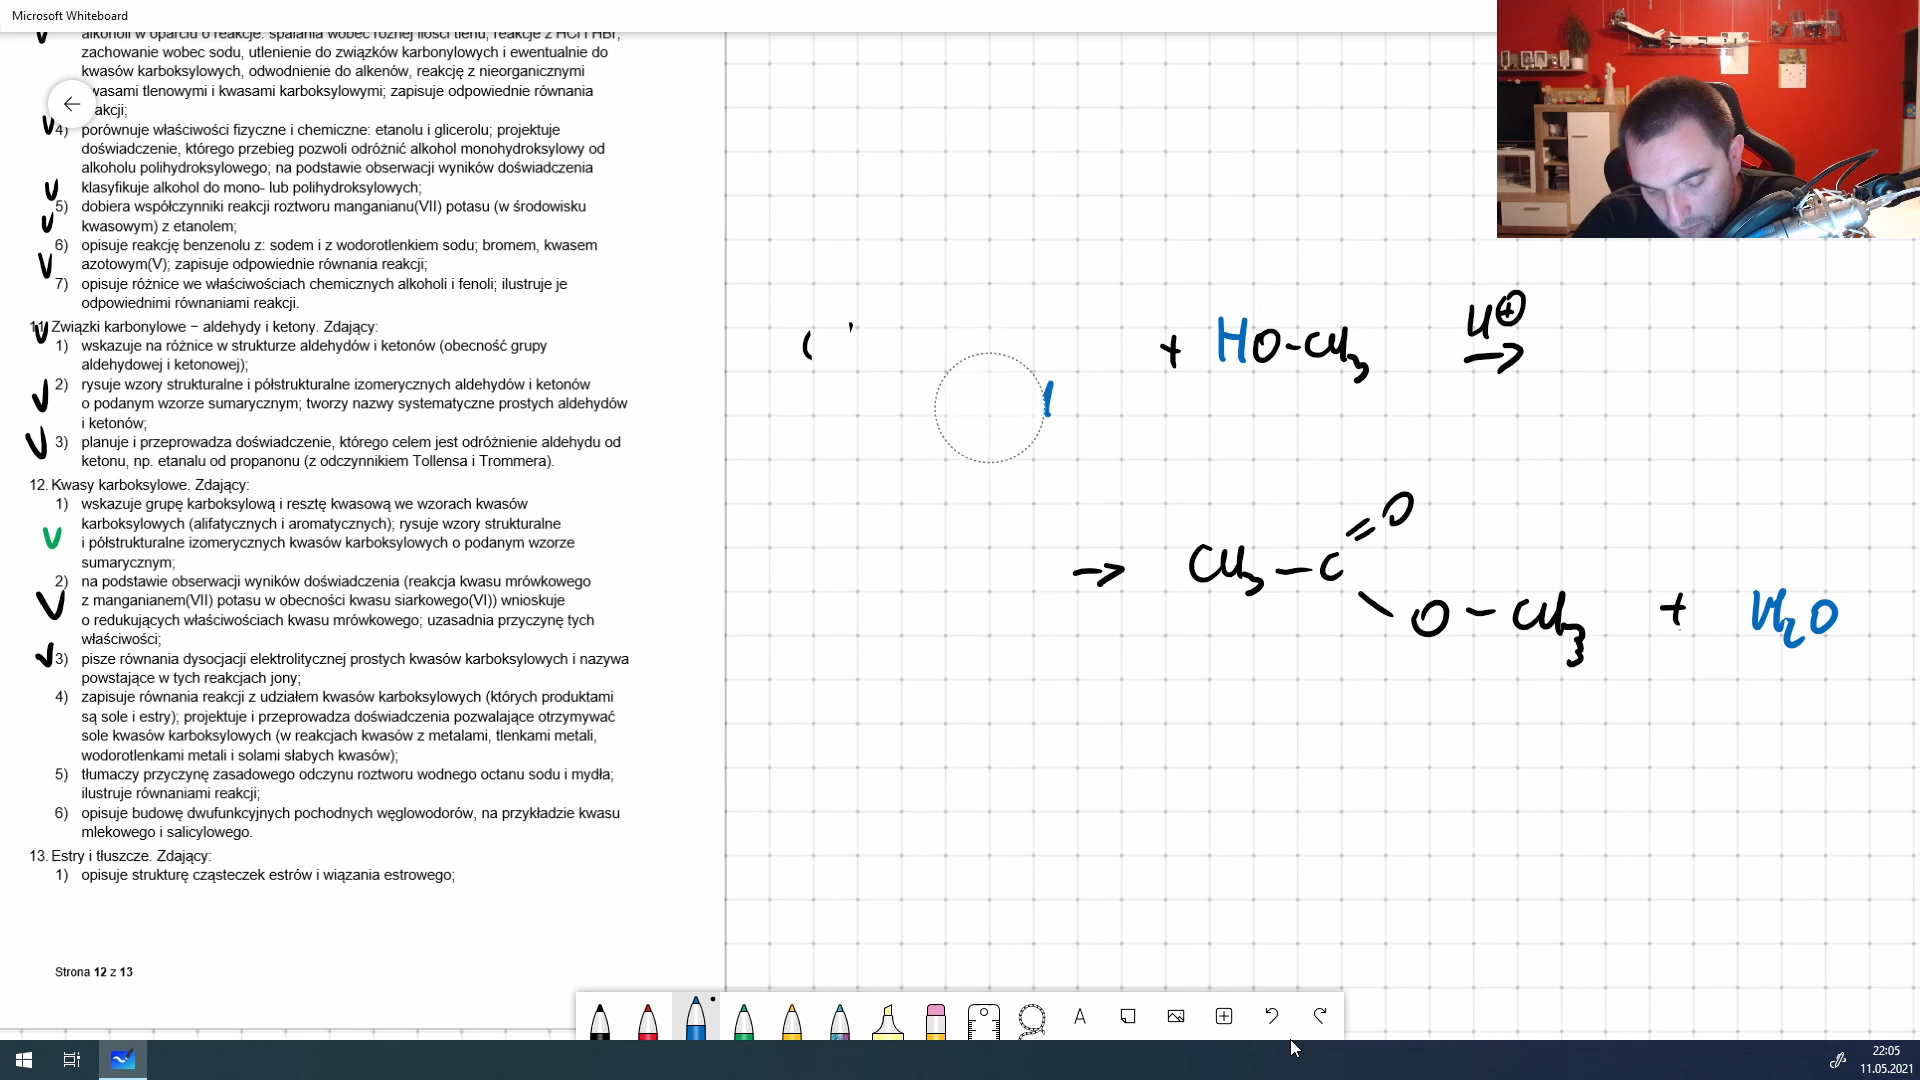 Microsoft Whiteboard
alkoholi w oparciu o reakcje: spalania wobec różnej ilości tlenu, reakcje z HCl i HBr,
zachowanie wobec sodu, utlenienie do związków karbonylowych i ewentualnie do
kwasów karboksylowych, odwodnienie do alkenów, reakcję z nieorganicznymi
wasami tlenowymi i kwasami karboksylowymi; zapisuje odpowiednie równania
akcji;
4) porównuje właściwości fizyczne i chemiczne: etanolu i glicerolu; projektuje
doświadczenie, którego przebieg pozwoli odróżnić alkohol monohydroksylowy od
alkoholu polihydroksylowego; na podstawie obserwacji wyników doświadczenia
klasyfikuje alkohol do mono- lub polihydroksylowych;
5) dobiera współczynniki reakcji roztworu manganianu(VII) potasu (w środowisku
kwasowym) z etanolem;
6) opisuje reakcję benzenolu z: sodem i z wodorotlenkiem sodu; bromem, kwasem
azotowym(V); zapisuje odpowiednie równania reakcji;
7) opisuje różnice we właściwościach chemicznych alkoholi i fenoli; ilustruje je
odpowiednimi równaniami reakcji.
11. Związki karbonylowe − aldehydy i ketony. Zdający:
1) wskazuje na różnice w strukturze aldehydów i ketonów (obecność grupy
aldehydowej i ketonowej);
2) rysuje wzory strukturalne i półstrukturalne izomerycznych aldehydów i ketonów
o podanym wzorze sumarycznym; tworzy nazwy systematyczne prostych aldehydów
i ketonów;
3) planuje i przeprowadza doświadczenie, którego celem jest odróżnienie aldehydu od
ketonu, np. etanalu od propanonu (z odczynnikiem Tollensa i Trommera).
12. Kwasy karboksylowe. Zdający:
1) wskazuje grupę karboksylową i resztę kwasową we wzorach kwasów
karboksylowych (alifatycznych i aromatycznych); rysuje wzory strukturalne
i półstrukturalne izomerycznych kwasów karboksylowych o podanym wzorze
sumarycznym;
2) na podstawie obserwacji wyników doświadczenia (reakcja kwasu mrówkowego
z manganianem(VII) potasu w obecności kwasu siarkowego(VI)) wnioskuje
o redukujących właściwościach kwasu mrówkowego; uzasadnia przyczynę tych
właściwości;
3) pisze równania dysocjacji elektrolitycznej prostych kwasów karboksylowych i nazywa
powstające w tych reakcjach jony;
4) zapisuje równania reakcji z udziałem kwasów karboksylowych (których produktami
są sole i estry); projektuje i przeprowadza doświadczenia pozwalające otrzymywać
sole kwasów karboksylowych (w reakcjach kwasów z metalami, tlenkami metali,
wodorotlenkami metali i solami słabych kwasów);
5) tłumaczy przyczynę zasadowego odczynu roztworu wodnego octanu sodu i mydła;
ilustruje równaniami reakcji;
6) opisuje budowę dwufunkcyjnych pochodnych węglowodorów, na przykładzie kwasu
mlekowego i salicylowego.
13. Estry i tłuszcze. Zdający:
1) opisuje strukturę cząsteczek estrów i wiązania estrowego;
Strona 12 z 13
+ HO-CH3 H⊕ →
→ CH3-C=O
\ O-CH3 + H2O
A
22:05
11.05.2021